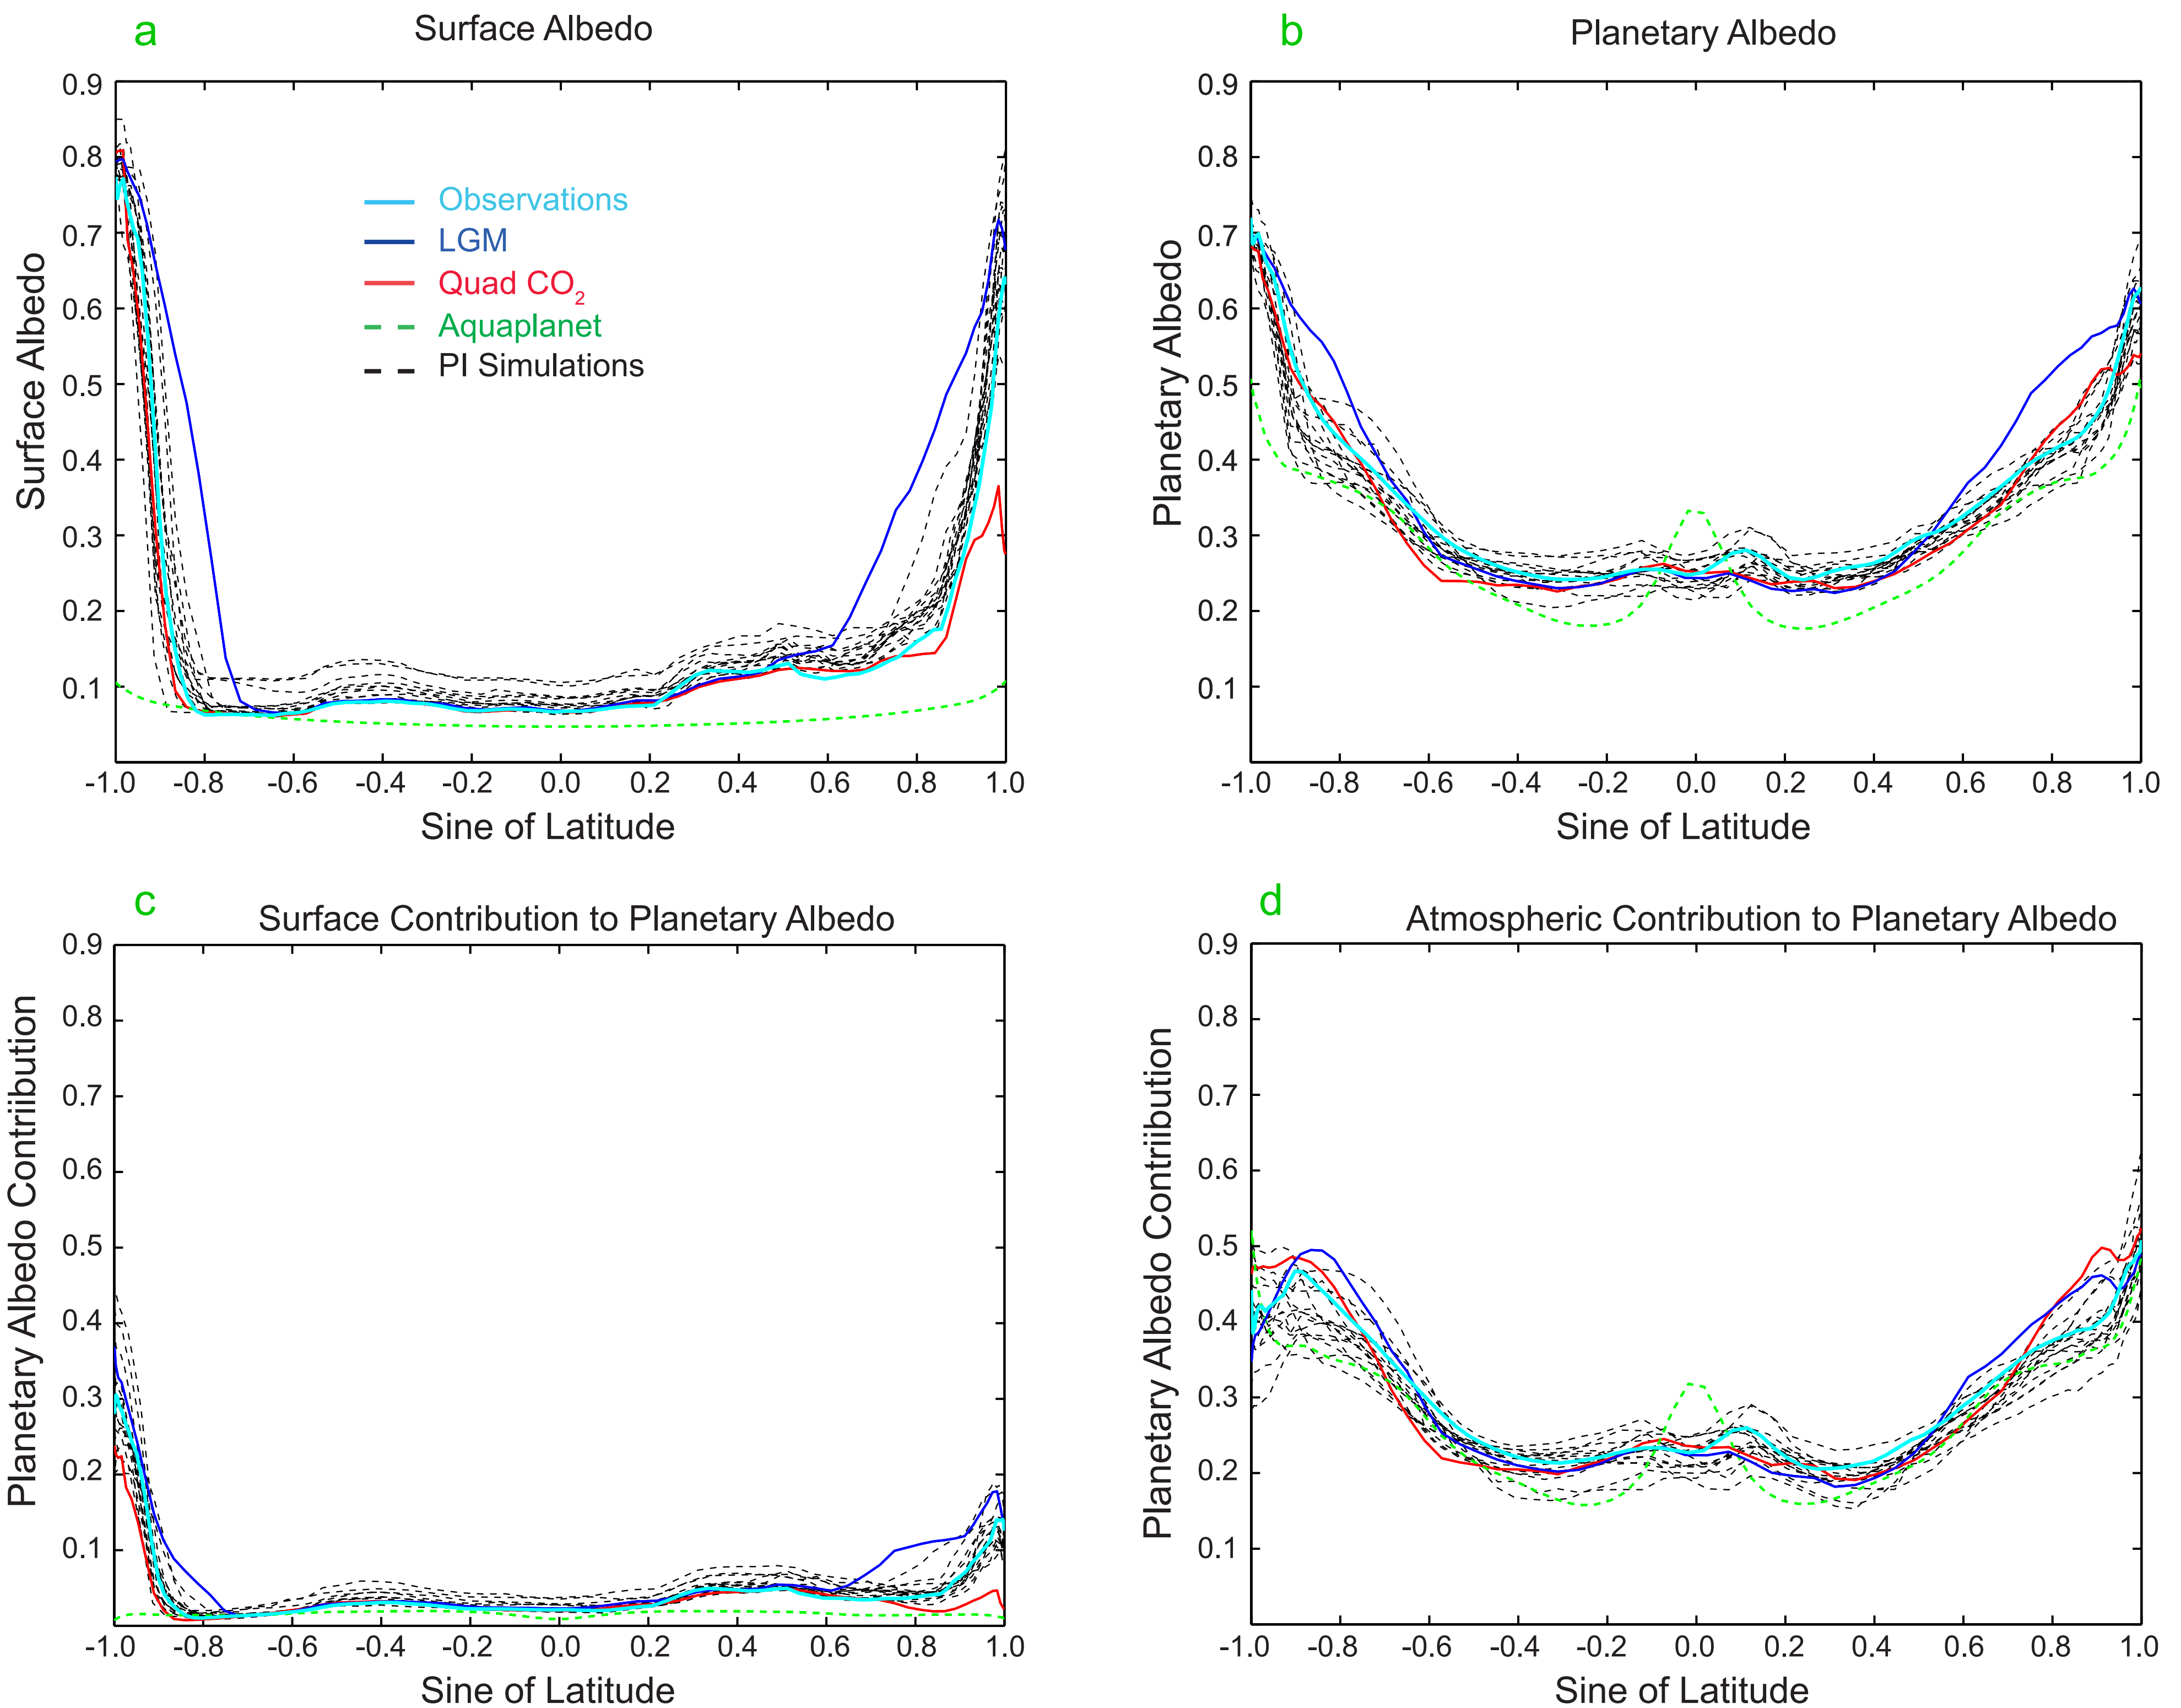 a
Surface Albedo
0.9
0.8
0.7
0.6
0.5
0.4
0.3
0.2
0.1
Surface Albedo
Observations
LGM
Quad CO2
Aquaplanet
PI Simulations
-1.0 -0.8 -0.6 -0.4 -0.2 0.0 0.2 0.4 0.6 0.8 1.0
Sine of Latitude
b
Planetary Albedo
0.9
0.8
0.7
0.6
0.5
0.4
0.3
0.2
0.1
Planetary Albedo
-1.0 -0.8 -0.6 -0.4 -0.2 0.0 0.2 0.4 0.6 0.8 1.0
Sine of Latitude
c
Surface Contribution to Planetary Albedo
0.9
0.8
0.7
0.6
0.5
0.4
0.3
0.2
0.1
Planetary Albedo Contriibution
-1.0 -0.8 -0.6 -0.4 -0.2 0.0 0.2 0.4 0.6 0.8 1.0
Sine of Latitude
d
Atmospheric Contribution to Planetary Albedo
0.9
0.8
0.7
0.6
0.5
0.4
0.3
0.2
0.1
Planetary Albedo Contriibution
-1.0 -0.8 -0.6 -0.4 -0.2 0.0 0.2 0.4 0.6 0.8 1.0
Sine of Latitude